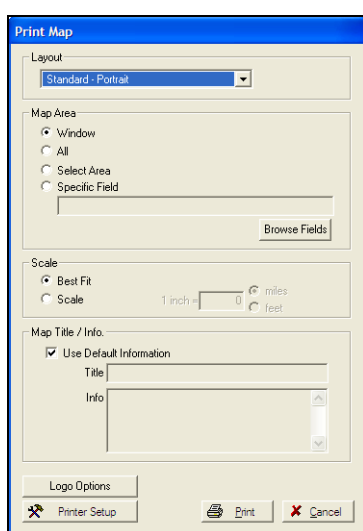 Print Map
Layout
Standard - Portrait
Map Area
Window
All
Select Area
Specific Field
Browse Fields
Scale
Best Fit
Scale 1 inch = 0 miles
feet
Map Title / Info.
Use Default Information
Title
Info
Logo Options
Printer Setup Print Cancel